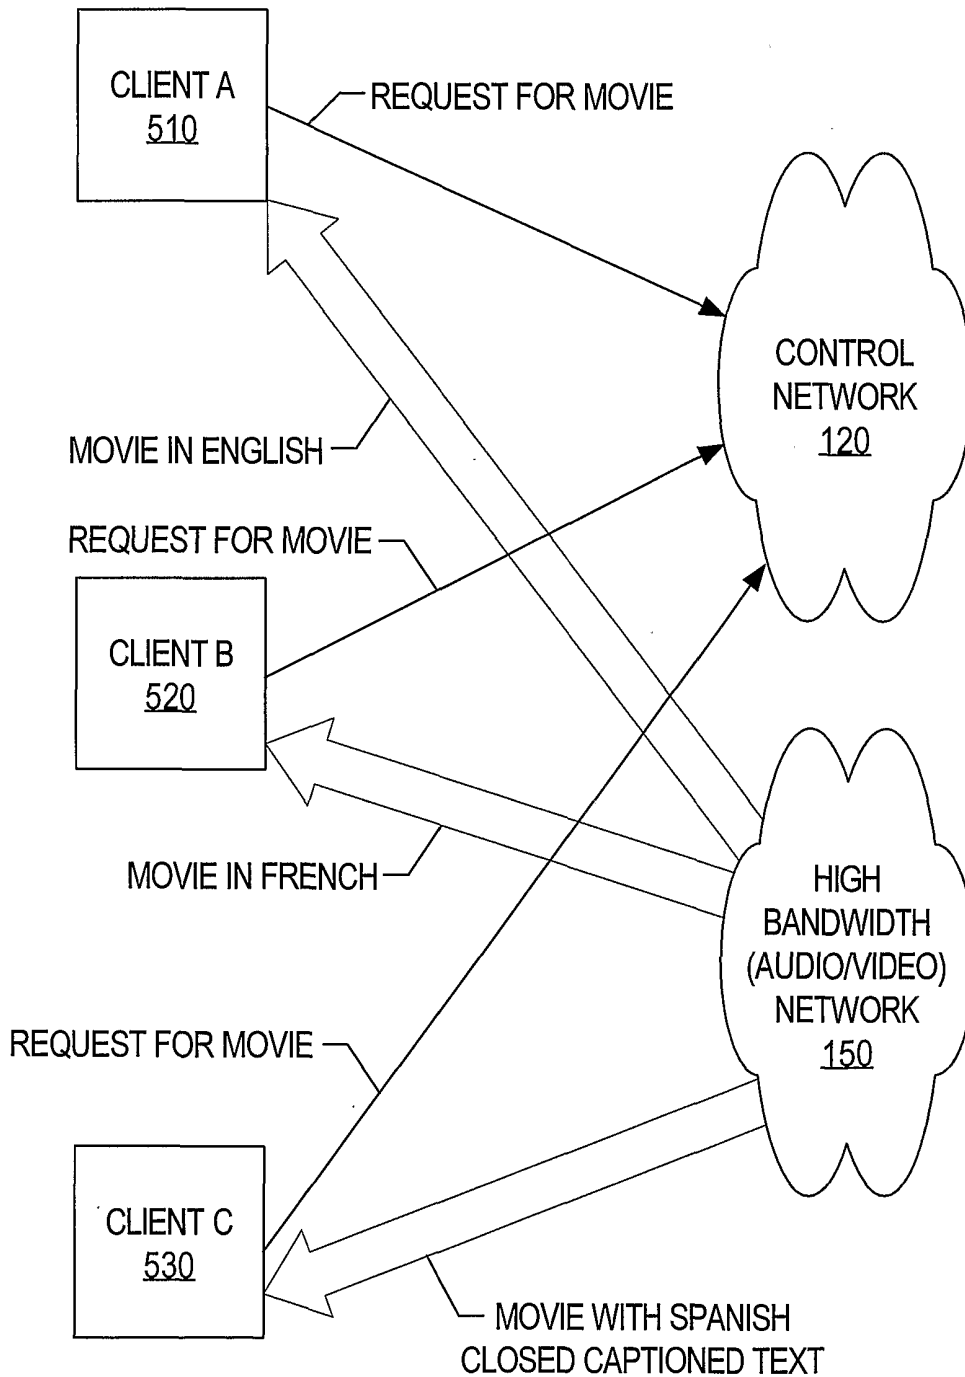 CLIENT A
510
REQUEST FOR MOVIE
CONTROL
NETWORK
120
MOVIE IN ENGLISH
REQUEST FOR MOVIE
CLIENT B
520
MOVIE IN FRENCH
HIGH
BANDWIDTH
(AUDIO/VIDEO)
NETWORK
150
REQUEST FOR MOVIE
CLIENT C
530
MOVIE WITH SPANISH
CLOSED CAPTIONED TEXT